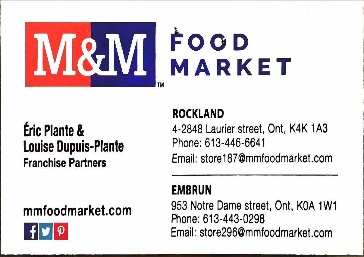 M&M FOOD MARKET
TM
Éric Plante &
Louise Dupuis-Plante
Franchise Partners
mmfoodmarket.com
ROCKLAND
4-2848 Laurier street, Ont, K4K 1A3
Phone: 613-446-6641
Email: store187@mmfoodmarket.com
EMBRUN
953 Notre Dame street, Ont, K0A 1W1
Phone: 613-443-0298
Email: store296@mmfoodmarket.com